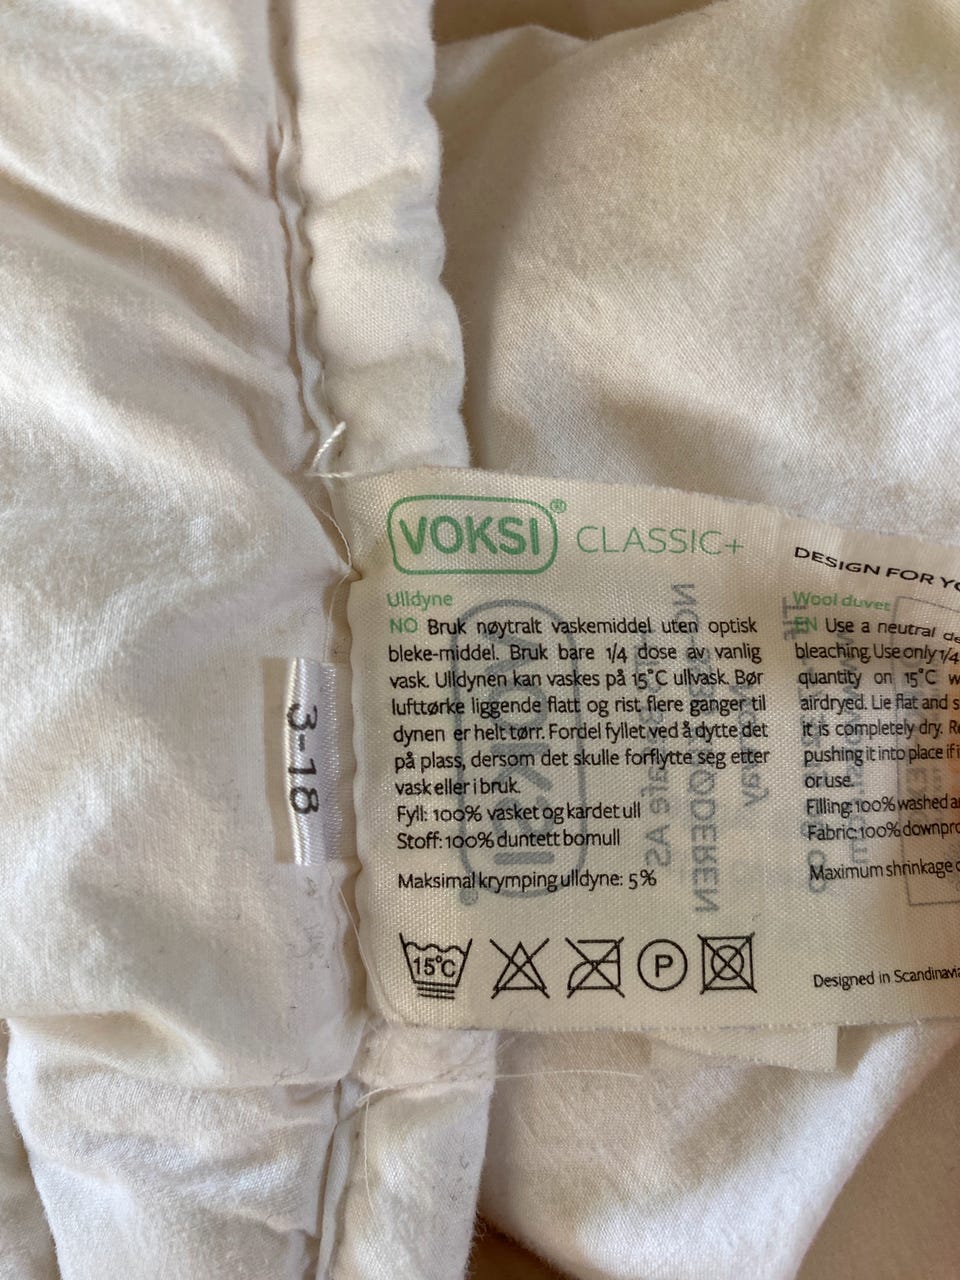 VOKSI® CLASSIC+
Ulldyne
NO Bruk nøytralt vaskemiddel uten optisk
bleke-middel. Bruk bare 1/4 dose av vanlig
vask. Ulldynen kan vaskes på 15°C ullvask. Bør
lufttørke liggende flatt og rist flere ganger til
dynen er helt tørr. Fordel fyllet ved å dytte det
på plass, dersom det skulle forflytte seg etter
vask eller i bruk.
Fyll: 100% vasket og kardet ull
Stoff: 100% duntett bomull
Maksimal krymping ulldyne: 5%
15°C
P
DESIGN FOR
Wool duvet
EN Use a neutral
bleaching. Use only 1/4
quantity on 15°C
airdryed. Lie flat and
it is completely dry.
pushing it into place if
or use.
Filling: 100% washed
Fabric: 100%
Maximum shrinkage
Designed in
3-18